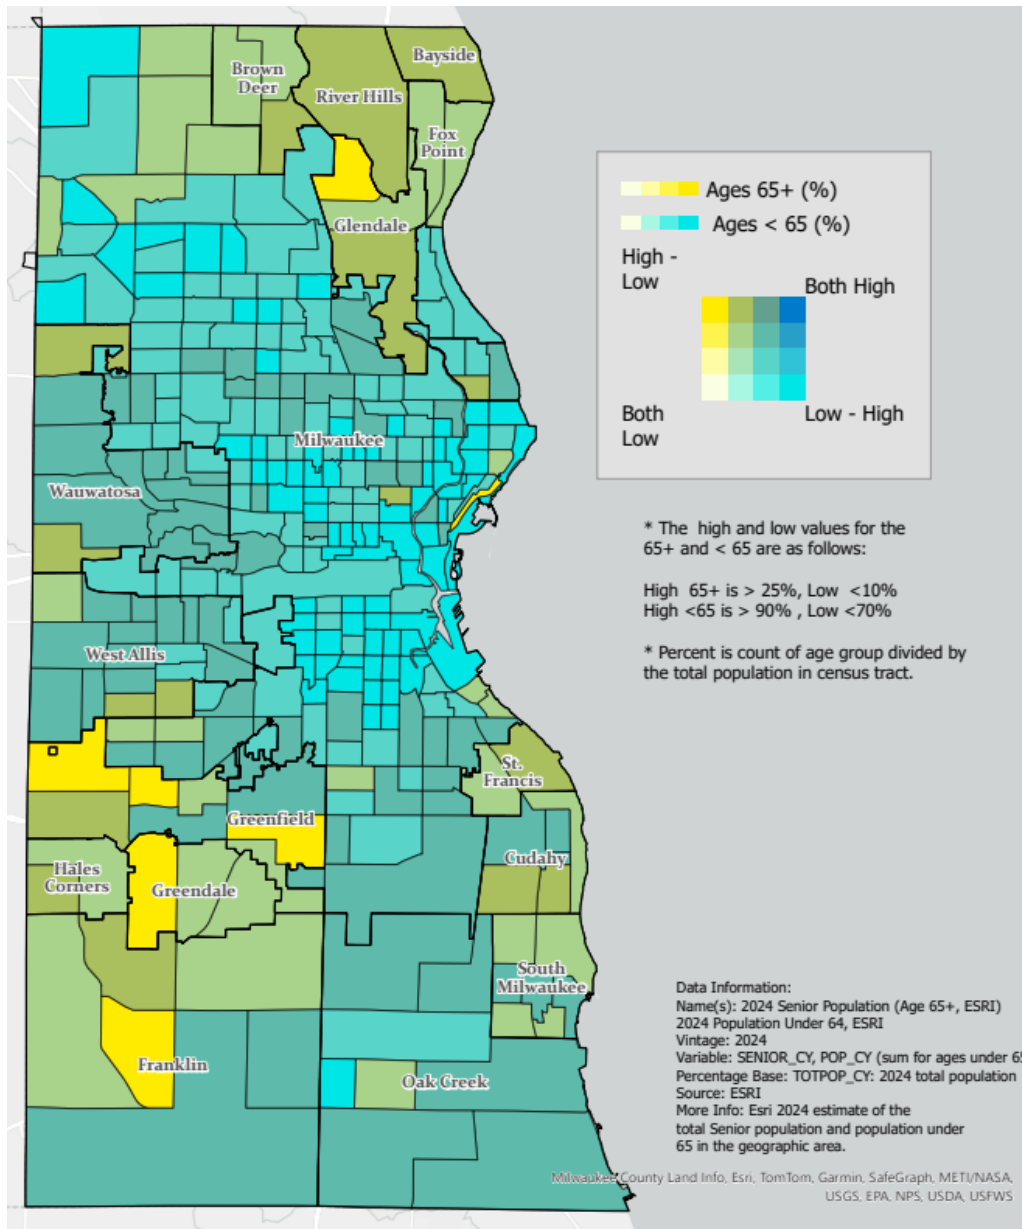 Bayside
Brown
Deer
River Hills
Fox
Point
Glendale
Milwaukee
Wauwatosa
West Allis
St.
Francis
Greenfield
Cudahy
Hales
Corners
Greendale
South
Milwaukee
Franklin
Oak Creek
Ages 65+ (%)
Ages < 65 (%)
High -
Low
Both High
Both
Low
Low - High
* The high and low values for the
65+ and < 65 are as follows:
High 65+ is > 25%, Low <10%
High <65 is > 90% , Low <70%
* Percent is count of age group divided by
the total population in census tract.
Data Information:
Name(s): 2024 Senior Population (Age 65+, ESRI)
2024 Population Under 64, ESRI
Vintage: 2024
Variable: SENIOR_CY, POP_CY (sum for ages under 65
Percentage Base: TOTPOP_CY: 2024 total population
Source: ESRI
More Info: Esri 2024 estimate of the
total Senior population and population under
65 in the geographic area.
Milwaukee County Land Info, Esri, TomTom, Garmin, SafeGraph, METI/NASA,
USGS, EPA, NPS, USDA, USFWS